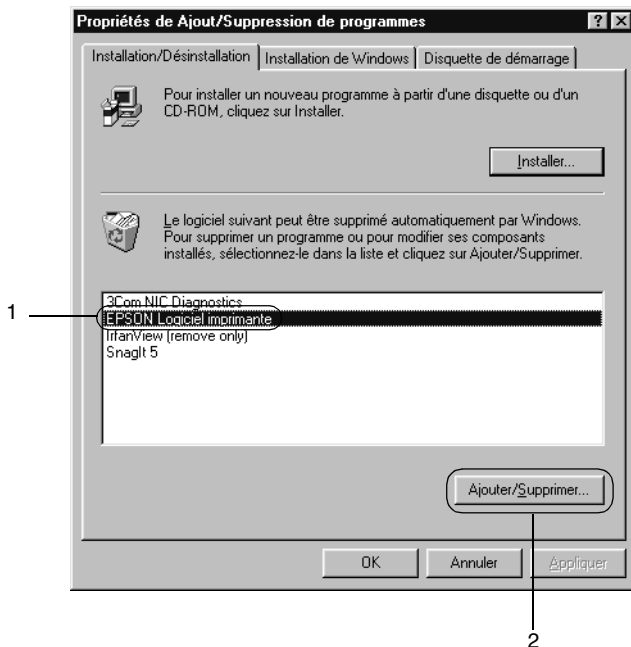 Propriétés de Ajout/Suppression de programmes
Installation/Désinstallation
Installation de Windows
Disquette de démarrage
Pour installer un nouveau programme à partir d'une disquette ou d'un
CD-ROM, cliquez sur Installer.
Installer...
Le logiciel suivant peut être supprimé automatiquement par Windows.
Pour supprimer un programme ou pour modifier ses composants
installés, sélectionnez-le dans la liste et cliquez sur Ajouter/Supprimer.
3Com NIC Diagnostics
1
EPSON Logiciel imprimante
IrfanView (remove only)
SnagIt 5
Ajouter/Supprimer...
OK
Annuler
Appliquer
2